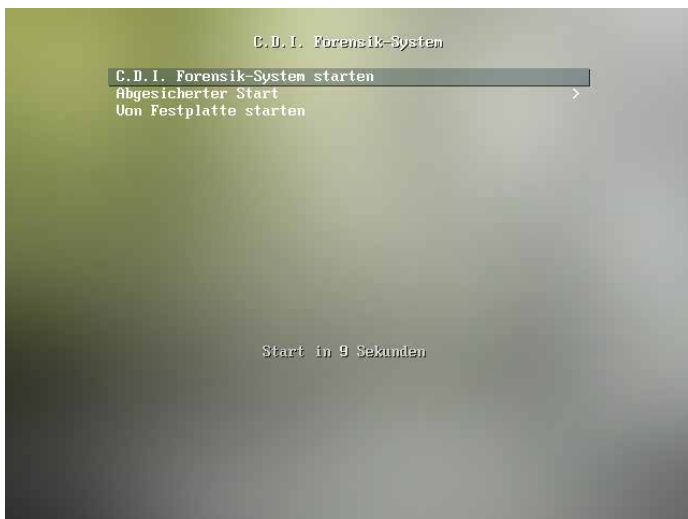 C.D.I. Forensik-System
C.D.I. Forensik-System starten
Abgesicherter Start >
Von Festplatte starten
Start in 9 Sekunden